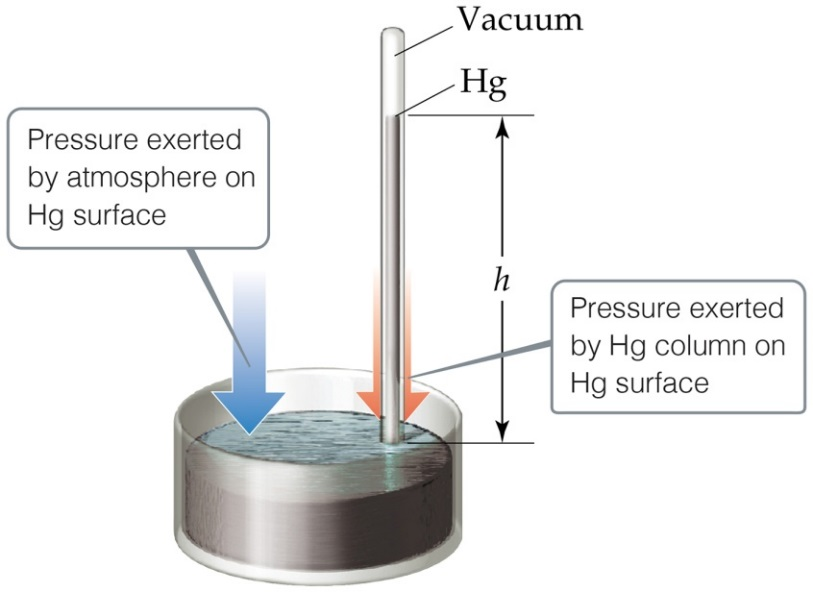 Vacuum
Hg
Pressure exerted
by atmosphere on
Hg surface
h
Pressure exerted
by Hg column on
Hg surface